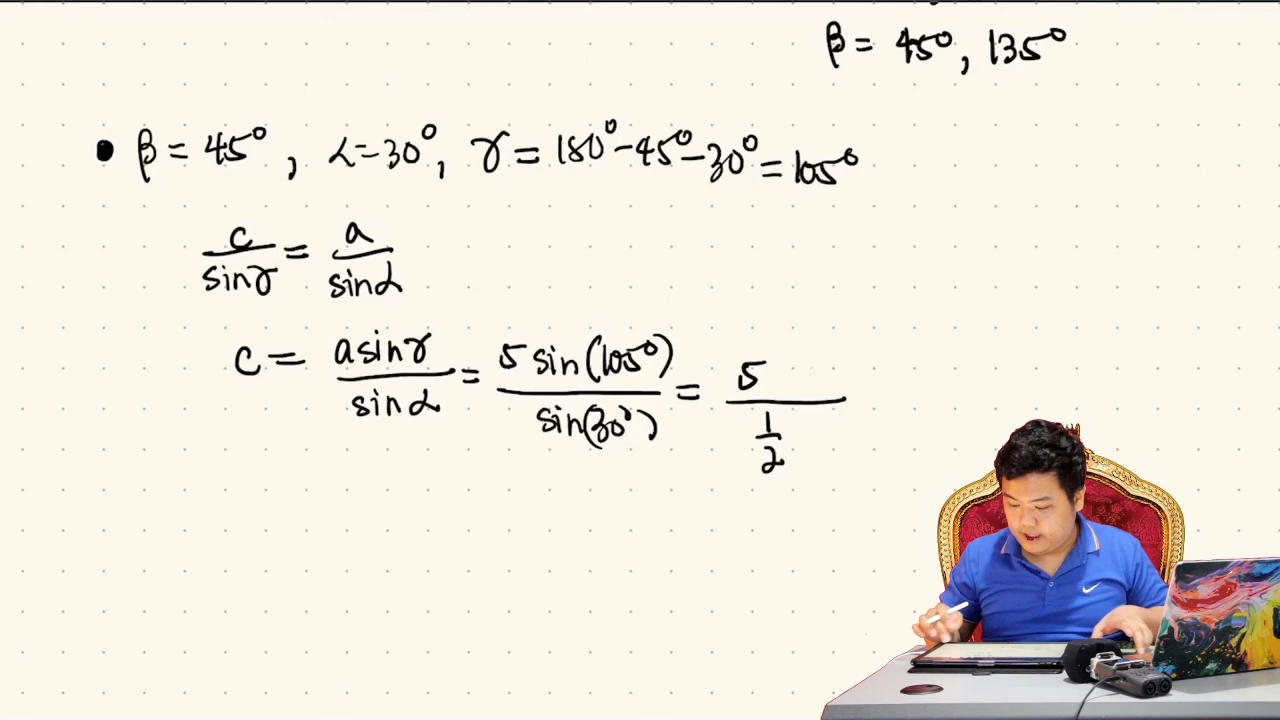 β = 45°, 135°
• β = 45°, α = 30°, γ = 180° - 45° - 30° = 105°
c/sinγ = a/sinα
c = asinγ/sinα = 5 sin(105°)/sin(30°) = 5/(1/2)